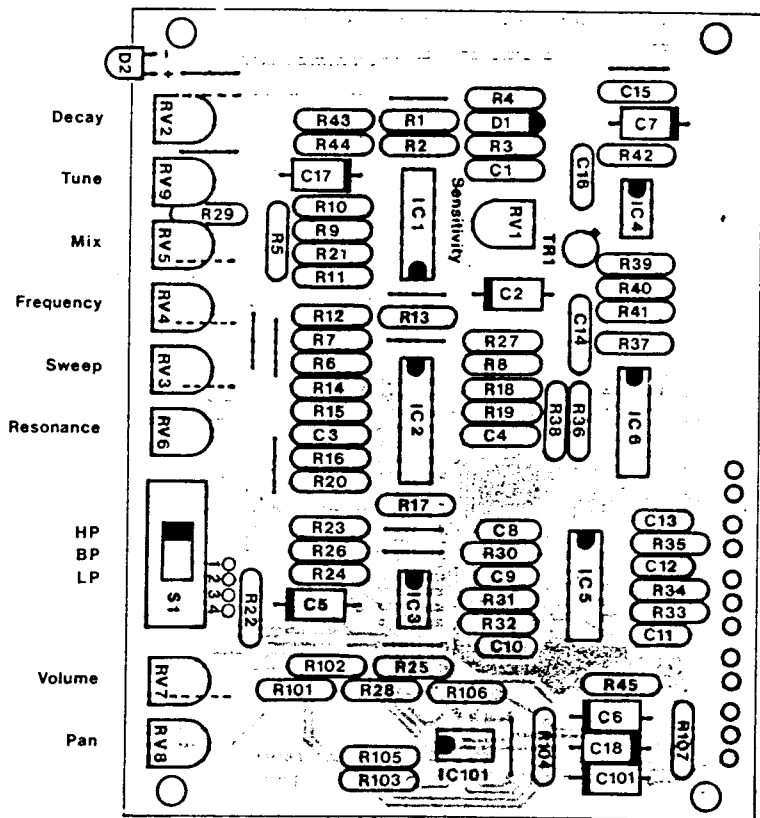 D2
-
+
R4
C15
Decay
RV2
R43
R1
D1
C7
R44
R2
R3
R42
Tune
RV9
C17
C1
C16
IC1
Sensitivity
IC4
R29
R10
RV1
TR1
Mix
RV5
R5
R9
R21
R11
R39
C2
R40
Frequency
RV4
R12
R13
R41
C14
R7
R27
R37
Sweep
RV3
R6
R8
R14
R18
IC2
R38
R36
IC6
Resonance
RV6
R15
R19
C3
C4
R16
R20
R17
HP
R23
C8
C13
BP
R26
R30
R35
LP
R24
C9
C12
S1
1
2
3
4
R22
C5
IC3
R31
IC5
R34
R32
R33
C10
C11
Volume
RV7
R102
R25
R45
R101
R28
R106
C6
Pan
RV8
R105
IC101
R104
C18
R107
R103
C101